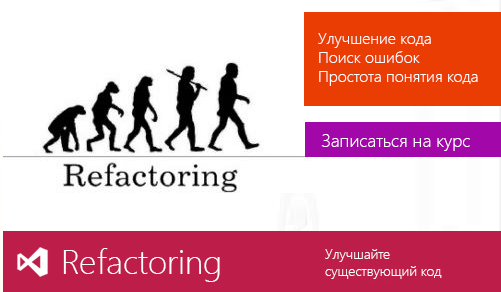 Улучшение кода
Поиск ошибок
Простота понятия кода
Записаться на курс
Refactoring
Refactoring
Улучшайте
существующий код